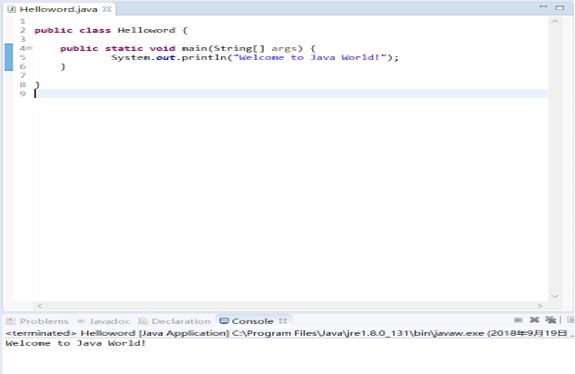 Helloword.java
1
2 public class Helloword {
3
4 public static void main(String[] args) {
5 System.out.println("Welcome to Java World!");
6 }
7
8 }
9
Problems Javadoc Declaration Console
<terminated> Helloword [Java Application] C:\Program Files\Java\jre1.8.0_131\bin\javaw.exe (2018年9月19日
Welcome to Java World!